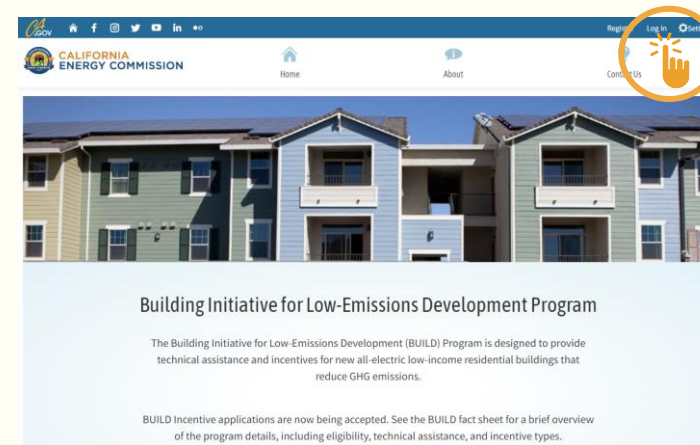 CA.GOV
Register Log in Sett
CALIFORNIA
ENERGY COMMISSION
Home
About
Contact Us
Building Initiative for Low-Emissions Development Program
The Building Initiative for Low-Emissions Development (BUILD) Program is designed to provide
technical assistance and incentives for new all-electric low-income residential buildings that
reduce GHG emissions.
BUILD Incentive applications are now being accepted. See the BUILD fact sheet for a brief overview
of the program details, including eligibility, technical assistance, and incentive types.